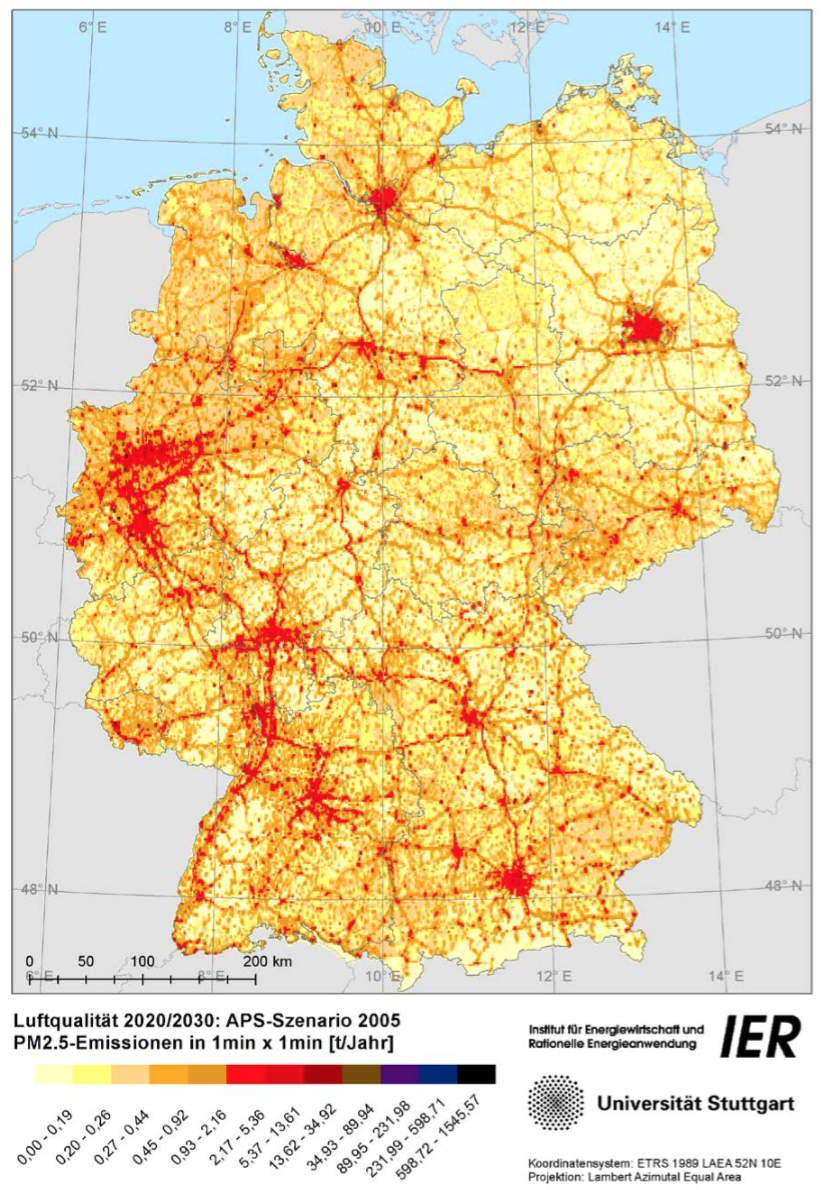 6° E 8° E 10° E 12° E 14° E
54° N 54° N
52° N 52° N
50° N 50° N
48° N 48° N
0 50 100 200 km
6° E 8° E 10° E 12° E 14° E
Luftqualität 2020/2030: APS-Szenario 2005
PM2.5-Emissionen in 1min x 1min [t/Jahr]
0,00 - 0,19
0,20 - 0,26
0,27 - 0,44
0,45 - 0,92
0,93 - 2,16
2,17 - 5,36
5,37 - 13,61
13,62 - 34,92
34,93 - 89,94
89,95 - 231,98
231,99 - 598,71
598,72 - 1545,57
Institut für Energiewirtschaft und
Rationelle Energieanwendung
IER
Universität Stuttgart
Koordinatensystem: ETRS 1989 LAEA 52N 10E
Projektion: Lambert Azimutal Equal Area